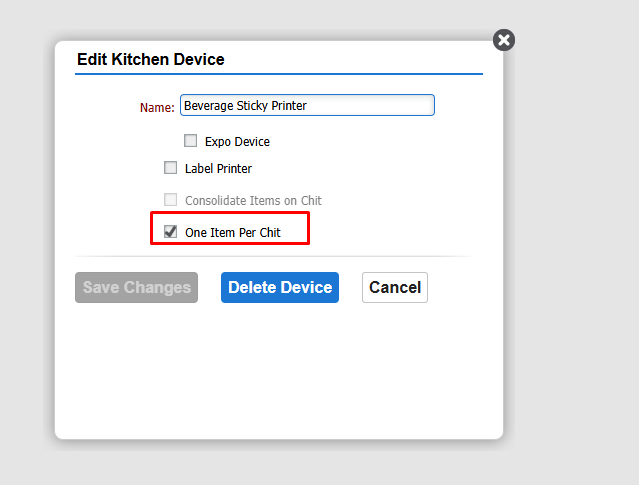 Edit Kitchen Device
Name: Beverage Sticky Printer
Expo Device
Label Printer
Consolidate Items on Chit
One Item Per Chit
Save Changes Delete Device Cancel